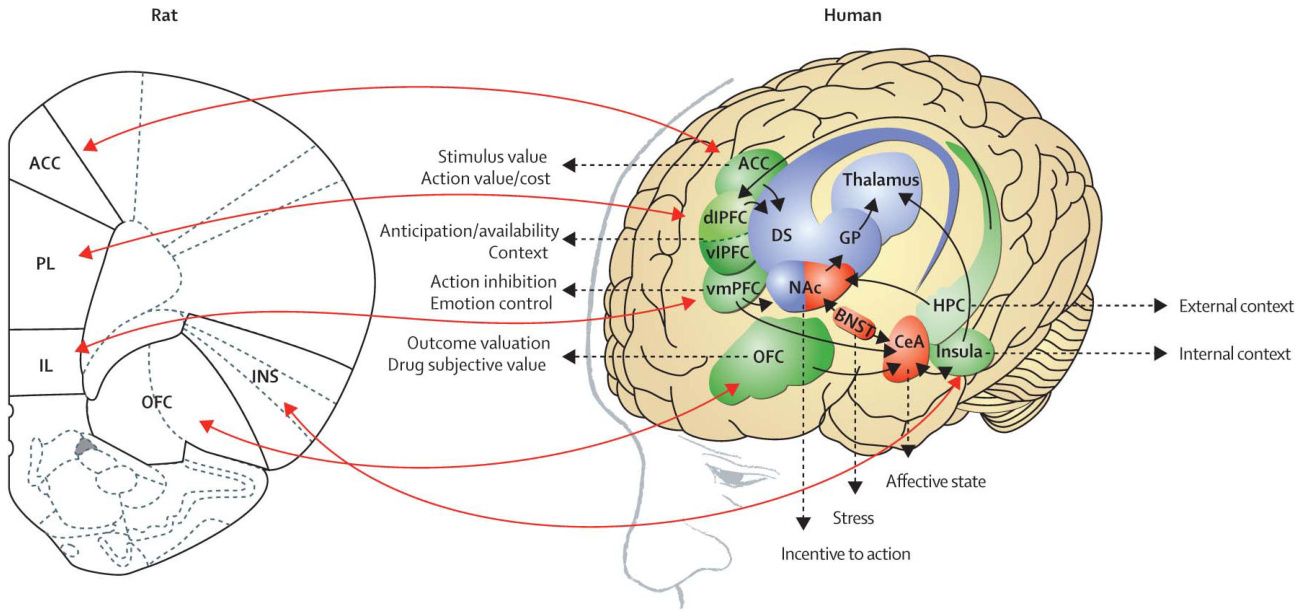 Rat
Human
ACC
PL
IL
OFC
INS
Stimulus value
Action value/cost
Anticipation/availability
Context
Action inhibition
Emotion control
Outcome valuation
Drug subjective value
ACC
dlPFC
vlPFC
vmPFC
OFC
DS
GP
Thalamus
NAc
BNST
CeA
HPC
Insula
External context
Internal context
Affective state
Stress
Incentive to action